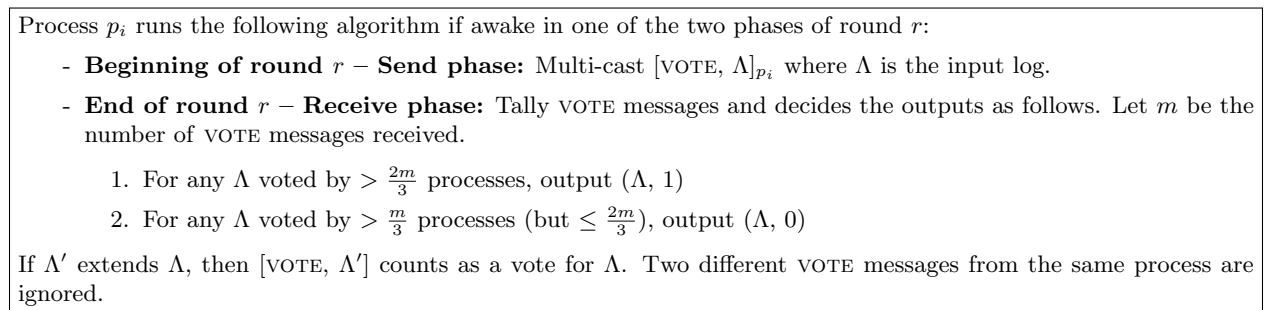 Process p_i runs the following algorithm if awake in one of the two phases of round r:
- Beginning of round r – Send phase: Multi-cast [VOTE, Λ]_{p_i} where Λ is the input log.
- End of round r – Receive phase: Tally VOTE messages and decides the outputs as follows. Let m be the
number of VOTE messages received.
1. For any Λ voted by > 2m/3 processes, output (Λ, 1)
2. For any Λ voted by > m/3 processes (but ≤ 2m/3), output (Λ, 0)
If Λ′ extends Λ, then [VOTE, Λ′] counts as a vote for Λ. Two different VOTE messages from the same process are
ignored.